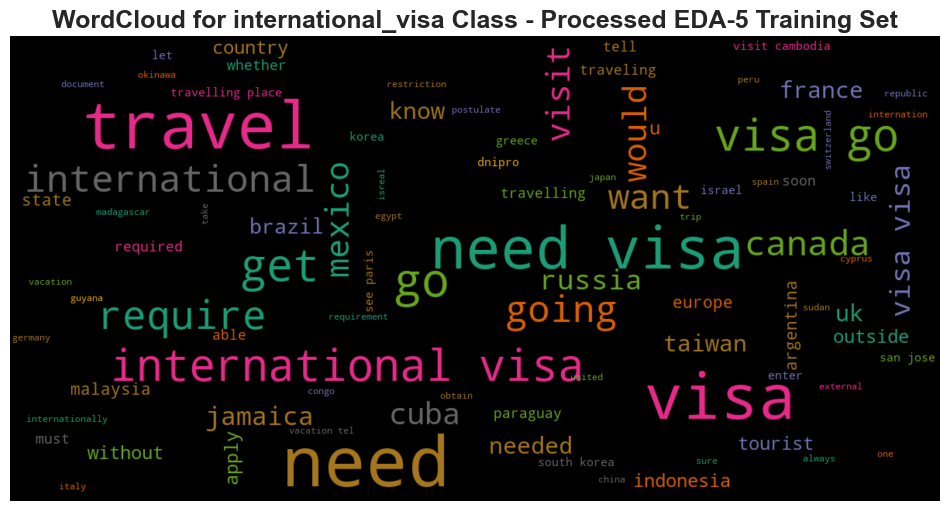 WordCloud for international_visa Class - Processed EDA-5 Training Set
let
country
tell
visit cambodia
whether
okinawa
document
travelling place
restriction
traveling
peru
france
republic
know
postulate
visit
would
u
travel
korea
greece
visa go
switzerland
internation
international
dnipro
isreal
japan
israel
spain
soon
like
state
take
mexico
travelling
want
visa visa
madagascar
brazil
egypt
trip
required
get
need visa
canada
cyprus
vacation
see paris
go
russia
guyana
require
requirement
going
europe
argentina
sudan
uk
germany
able
taiwan
outside
san jose
international visa
united
enter
malaysia
congo
obtain
visa
external
internationally
jamaica
cuba
paraguay
must
without
apply
vacation tel
need
needed
tourist
south korea
sure
always
one
italy
china
indonesia